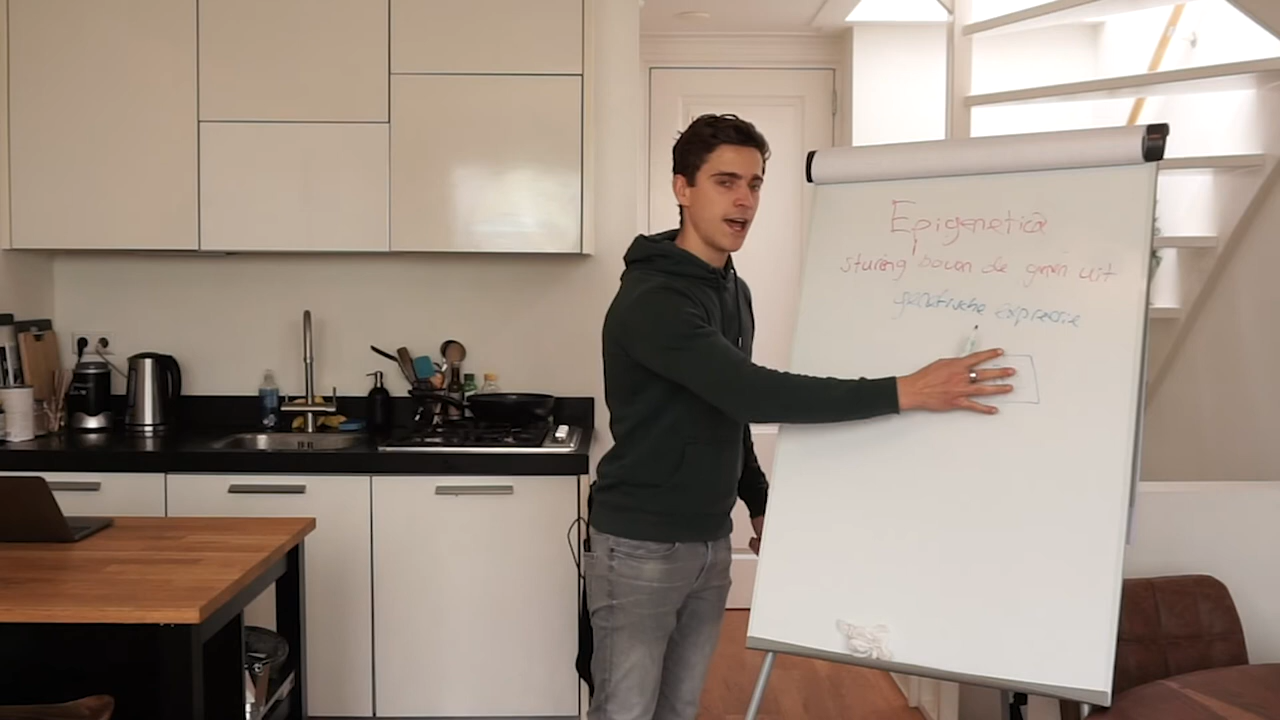 Epigenetica
sturing boven de genen uit
genetische expressie